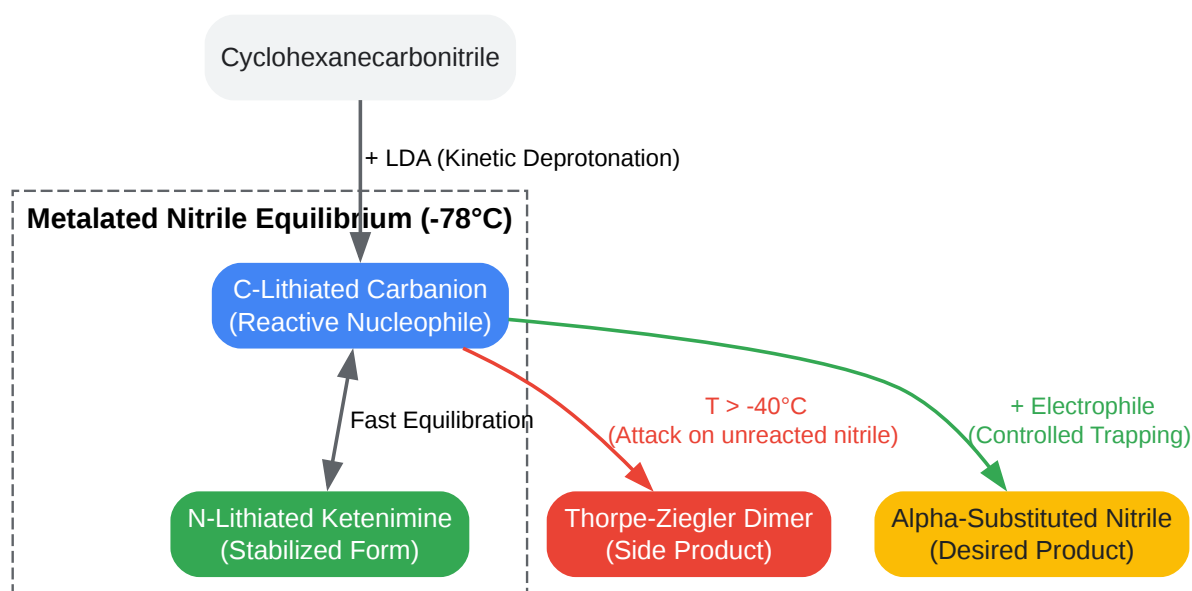 Cyclohexanecarbonitrile
+ LDA (Kinetic Deprotonation)
Metalated Nitrile Equilibrium (-78°C)
C-Lithiated Carbanion
(Reactive Nucleophile)
Fast Equilibration
T > -40°C
(Attack on unreacted nitrile)
+ Electrophile
(Controlled Trapping)
N-Lithiated Ketenimine
(Stabilized Form)
Thorpe-Ziegler Dimer
(Side Product)
Alpha-Substituted Nitrile
(Desired Product)